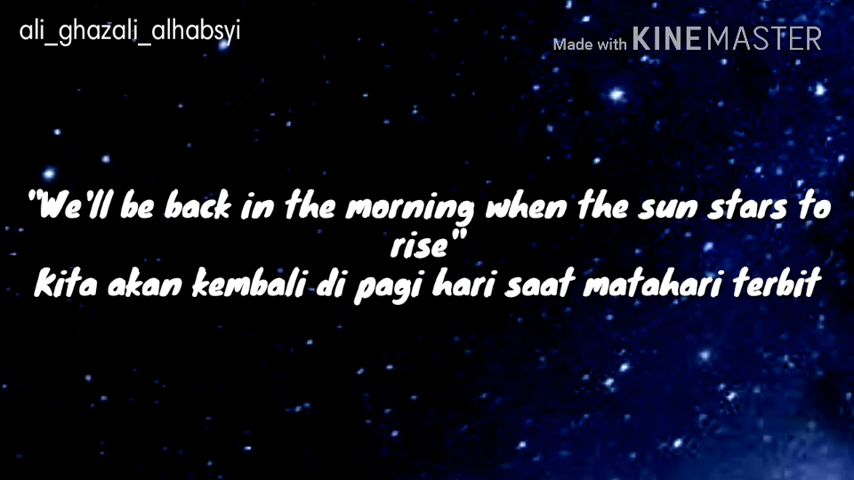 ali_ghazali_alhabsyi
Made with KINEMASTER
"We'll be back in the morning when the sun stars to
rise"
Kita akan kembali di pagi hari saat matahari terbit